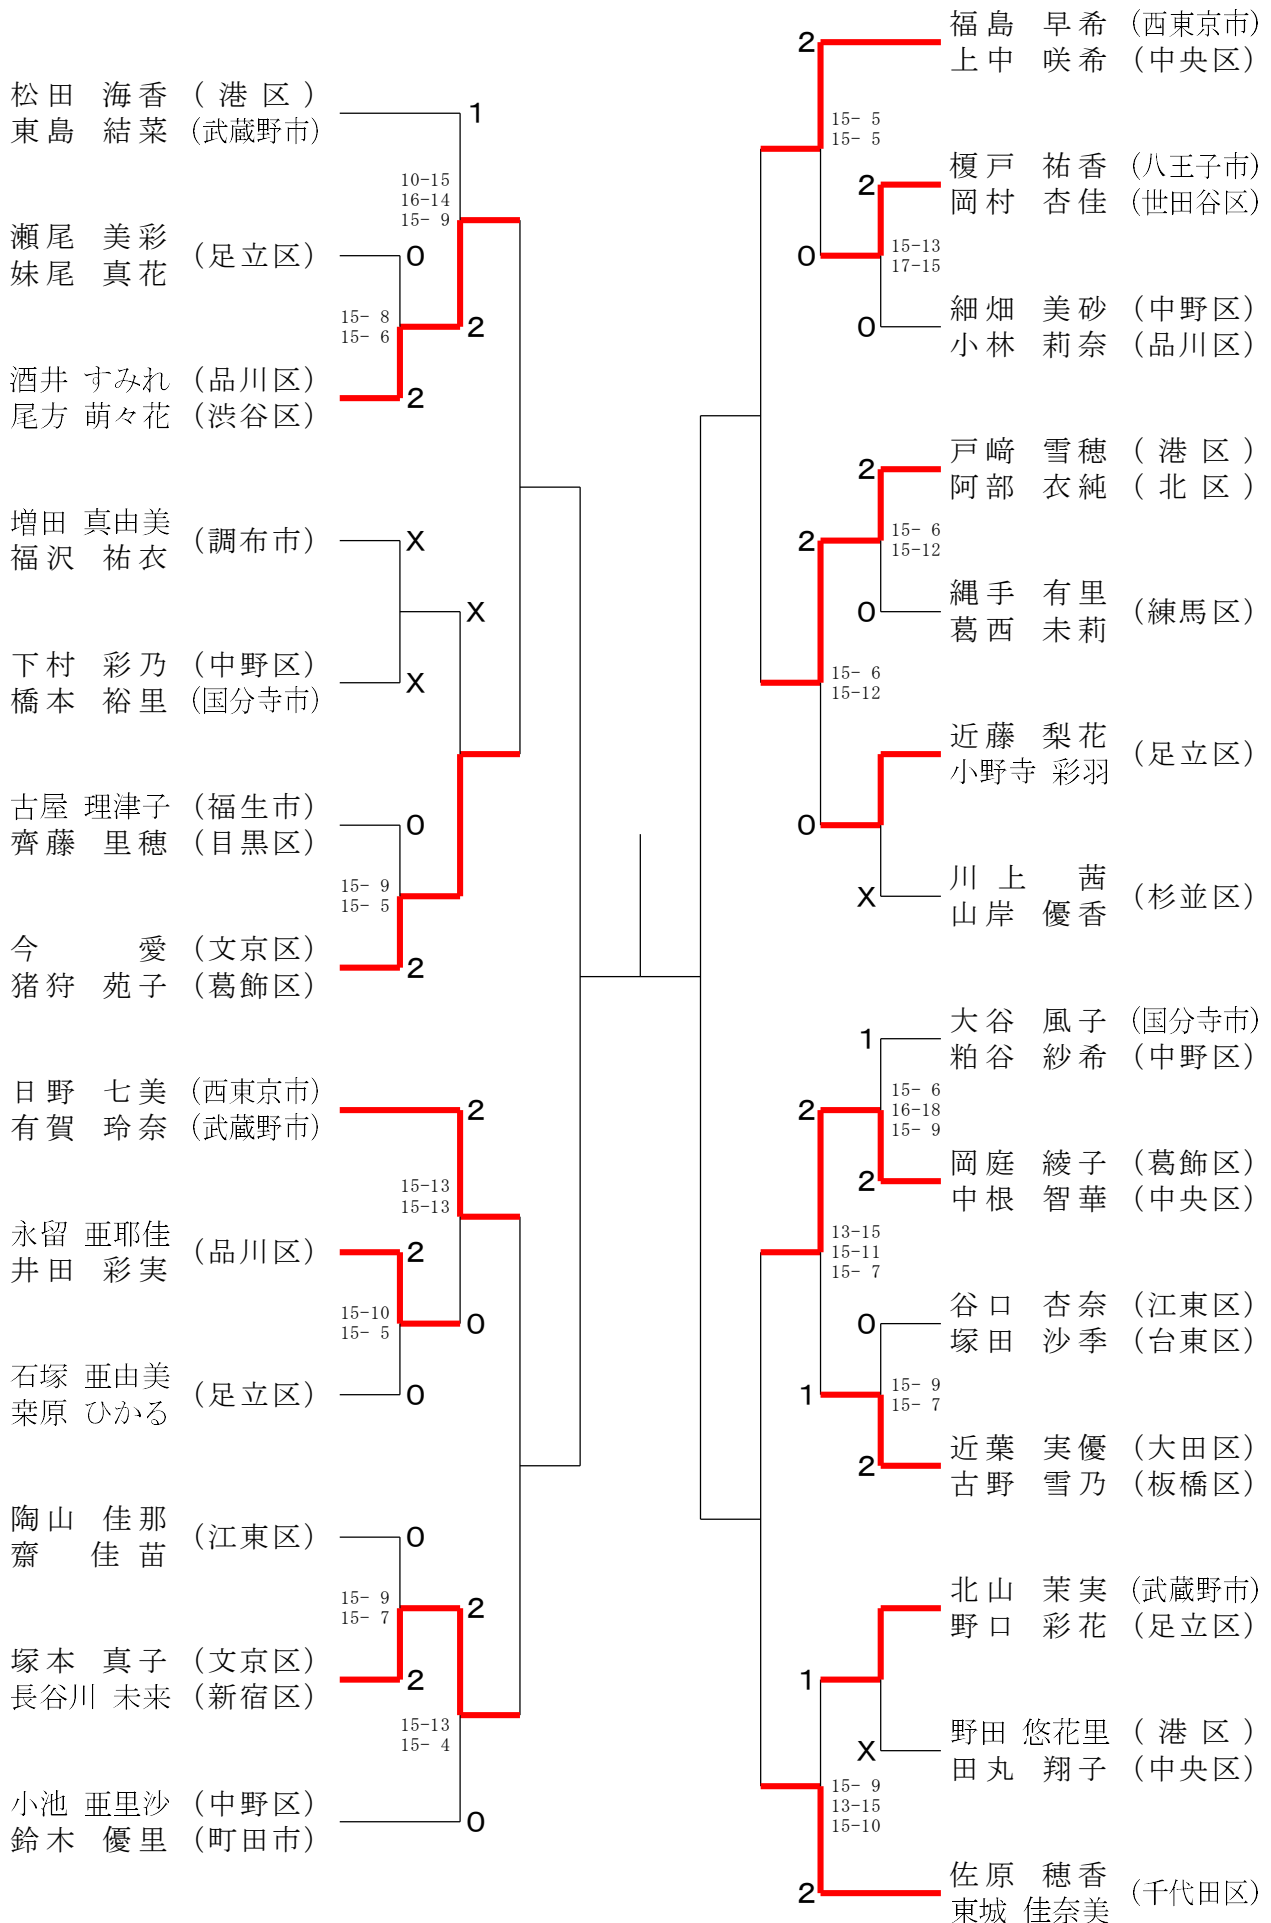 松田 海香 (港区)
東島 結菜 (武蔵野市)
1
10-15
16-14
15- 9
瀬尾 美彩
妹尾 真花
(足立区)
0
15- 8
15- 6
2
酒井 すみれ (品川区)
尾方 萌々花 (渋谷区)
2
増田 真由美
福沢 祐衣
(調布市)
X
X
下村 彩乃 (中野区)
橋本 裕里 (国分寺市)
X
古屋 理津子 (福生市)
齊藤 里穂 (目黒区)
0
15- 9
15- 5
今 愛 (文京区)
猪狩 苑子 (葛飾区)
2
日野 七美 (西東京市)
有賀 玲奈 (武蔵野市)
2
15-13
15-13
永留 亜耶佳
井田 彩実
(品川区)
2
15-10
15- 5
0
石塚 亜由美
桒原 ひかる
(足立区)
0
陶山 佳那
齋 佳苗
(江東区)
0
15- 9
15- 7
2
塚本 真子 (文京区)
長谷川 未来 (新宿区)
2
15-13
15- 4
小池 亜里沙 (中野区)
鈴木 優里 (町田市)
0
福島 早希 (西東京市)
上中 咲希 (中央区)
2
15- 5
15- 5
榎戸 祐香 (八王子市)
岡村 杏佳 (世田谷区)
2
15-13
17-15
0
細畑 美砂 (中野区)
小林 莉奈 (品川区)
0
戸﨑 雪穂 (港区)
阿部 衣純 (北区)
2
15- 6
15-12
2
縄手 有里
葛西 未莉
(練馬区)
0
15- 6
15-12
近藤 梨花
小野寺 彩羽
(足立区)
0
川上 茜
山岸 優香
(杉並区)
X
大谷 風子 (国分寺市)
粕谷 紗希 (中野区)
1
15- 6
16-18
15- 9
2
岡庭 綾子 (葛飾区)
中根 智華 (中央区)
2
13-15
15-11
15- 7
谷口 杏奈 (江東区)
塚田 沙季 (台東区)
0
15- 9
15- 7
1
近葉 実優 (大田区)
古野 雪乃 (板橋区)
2
北山 茉実 (武蔵野市)
野口 彩花 (足立区)
1
野田 悠花里 (港区)
田丸 翔子 (中央区)
X
15- 9
13-15
15-10
佐原 穂香
東城 佳奈美
(千代田区)
2